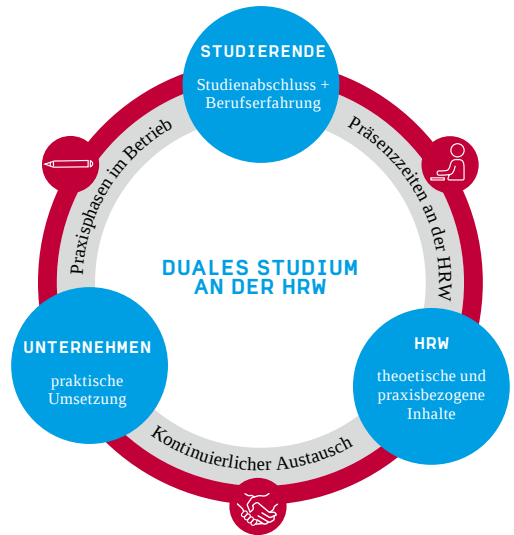 STUDIERENDE
Studienabschluss +
Berufserfahrung
Praxisphasen im Betrieb
Präsenzzeiten an der HRW
DUALES STUDIUM
AN DER HRW
UNTERNEHMEN
praktische
Umsetzung
HRW
theoetische und
praxisbezogene
Inhalte
Kontinuierlicher Austausch